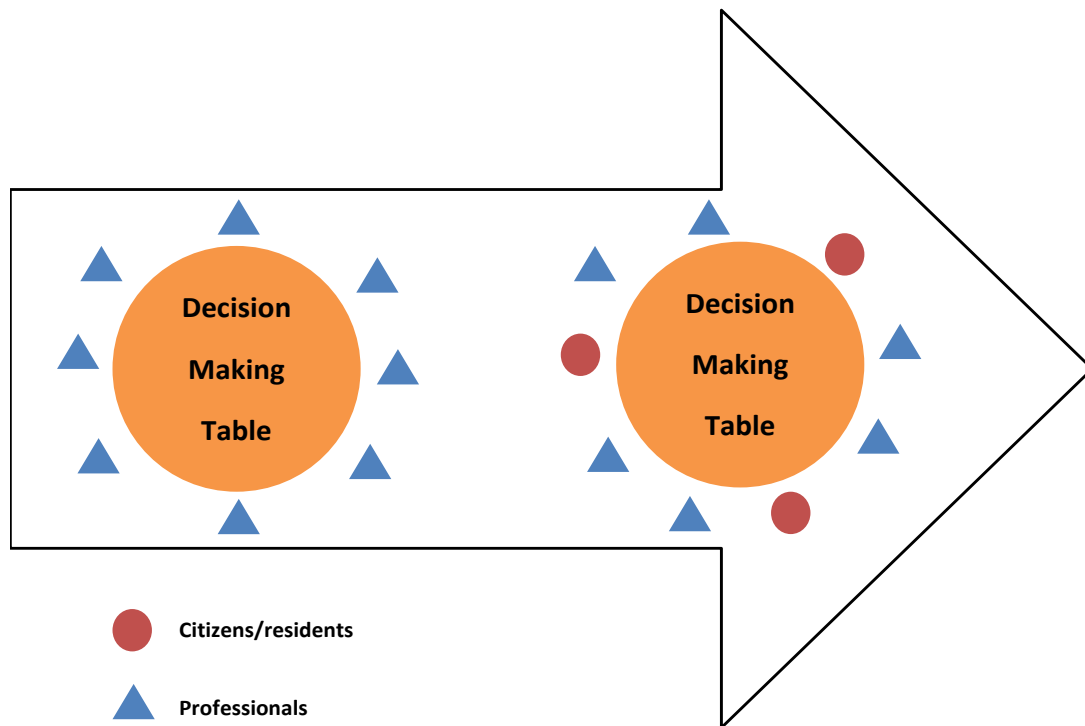 Decision
Making
Table
Decision
Making
Table
Citizens/residents
Professionals